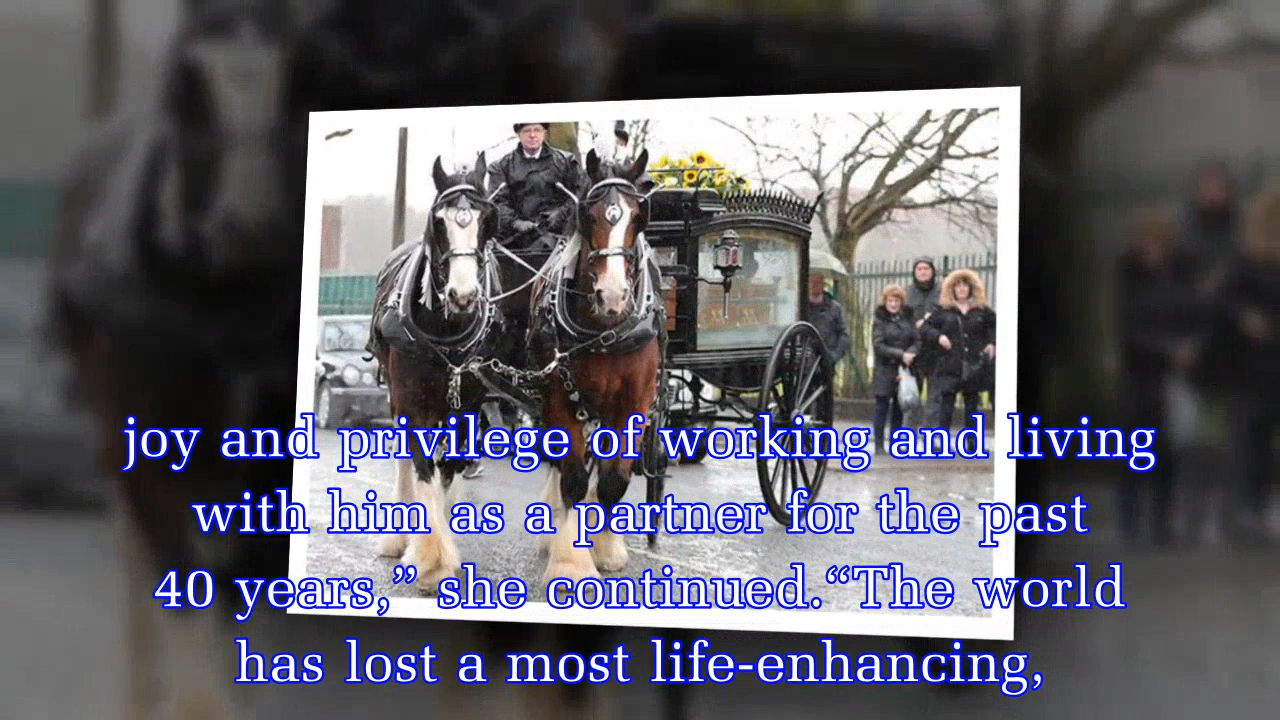 joy and privilege of working and living
with him as a partner for the past
40 years,” she continued.“The world
has lost a most life-enhancing,